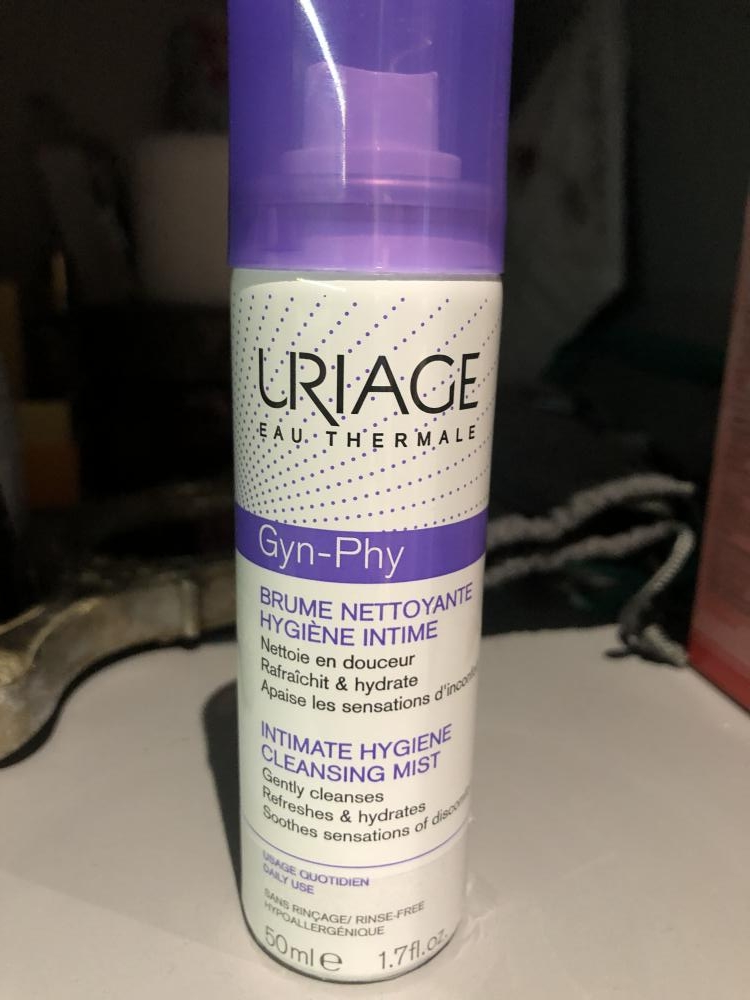 URIAGE
EAU THERMALE
Gyn-Phy
BRUME NETTOYANTE
HYGIÈNE INTIME
Nettoie en douceur
Rafraîchit & hydrate
Apaise les sensations
INTIMATE HYGIENE
CLEANSING MIST
Gently cleanses
Refreshes & hydrates
Soothes sensations of
USAGE QUOTIDIEN
DAILY USE
SANS RINÇAGE/ RINSE-FREE
HYPOALLERGÉNIQUE
50ml e 1.7fl.oz.